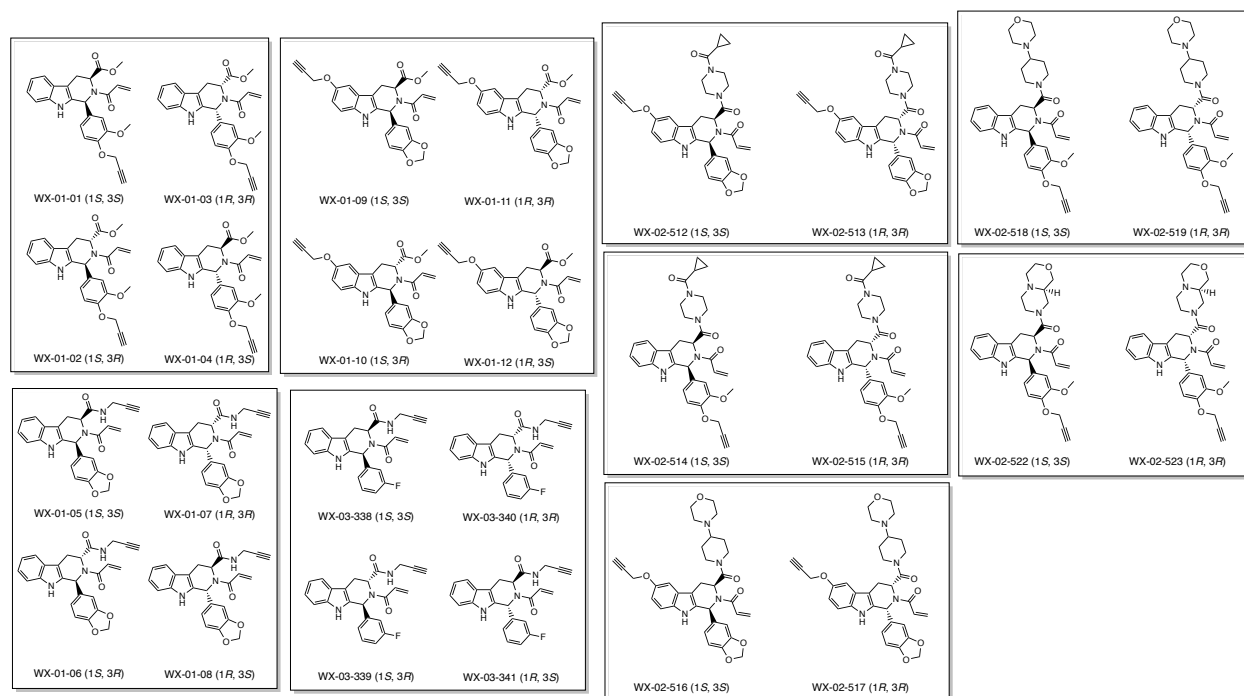 WX-01-01 (1S, 3S)
WX-01-03 (1R, 3R)
WX-01-02 (1S, 3R)
WX-01-04 (1R, 3S)
WX-01-09 (1S, 3S)
WX-01-11 (1R, 3R)
WX-01-10 (1S, 3R)
WX-01-12 (1R, 3S)
WX-01-05 (1S, 3S)
WX-01-07 (1R, 3R)
WX-01-06 (1S, 3R)
WX-01-08 (1R, 3S)
WX-03-338 (1S, 3S)
WX-03-340 (1R, 3R)
WX-03-339 (1S, 3R)
WX-03-341 (1R, 3S)
WX-02-512 (1S, 3S)
WX-02-513 (1R, 3R)
WX-02-514 (1S, 3S)
WX-02-515 (1R, 3R)
WX-02-516 (1S, 3S)
WX-02-517 (1R, 3R)
WX-02-518 (1S, 3S)
WX-02-519 (1R, 3R)
WX-02-522 (1S, 3S)
WX-02-523 (1R, 3R)